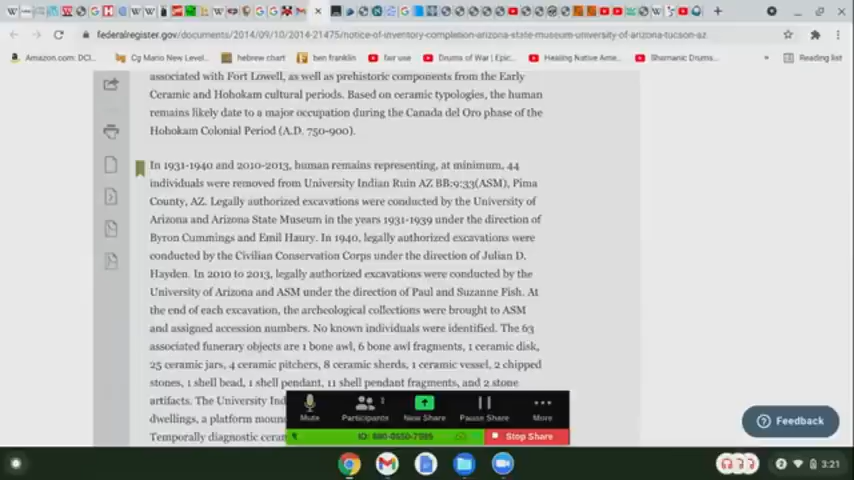 federalregister.gov/documents/2014/09/10/2014-21475/notice-of-inventory-completion-arizona-state-museum-university-of-arizona-tucson-az
Amazon.com: DCI... Cg Mario New Level... hebrew chart ben franklin fair use Drums of War | Epic... Healing Native Ame... Shamanic Drums... » Reading list
associated with Fort Lowell, as well as prehistoric components from the Early
Ceramic and Hohokam cultural periods. Based on ceramic typologies, the human
remains likely date to a major occupation during the Canada del Oro phase of the
Hohokam Colonial Period (A.D. 750-900).
In 1931-1940 and 2010-2013, human remains representing, at minimum, 44
individuals were removed from University Indian Ruin AZ BB:9:33(ASM), Pima
County, AZ. Legally authorized excavations were conducted by the University of
Arizona and Arizona State Museum in the years 1931-1939 under the direction of
Byron Cummings and Emil Haury. In 1940, legally authorized excavations were
conducted by the Civilian Conservation Corps under the direction of Julian D.
Hayden. In 2010 to 2013, legally authorized excavations were conducted by the
University of Arizona and ASM under the direction of Paul and Suzanne Fish. At
the end of each excavation, the archeological collections were brought to ASM
and assigned accession numbers. No known individuals were identified. The 63
associated funerary objects are 1 bone awl, 6 bone awl fragments, 1 ceramic disk,
25 ceramic jars, 4 ceramic pitchers, 8 ceramic sherds, 1 ceramic vessel, 2 chipped
stones, 1 shell bead, 1 shell pendant, 11 shell pendant fragments, and 2 stone
artifacts. The University Ind
dwellings, a platform moun
Temporally diagnostic ceran
Mute Participants New Share Pause Share More
Stop Share
Feedback
3:21